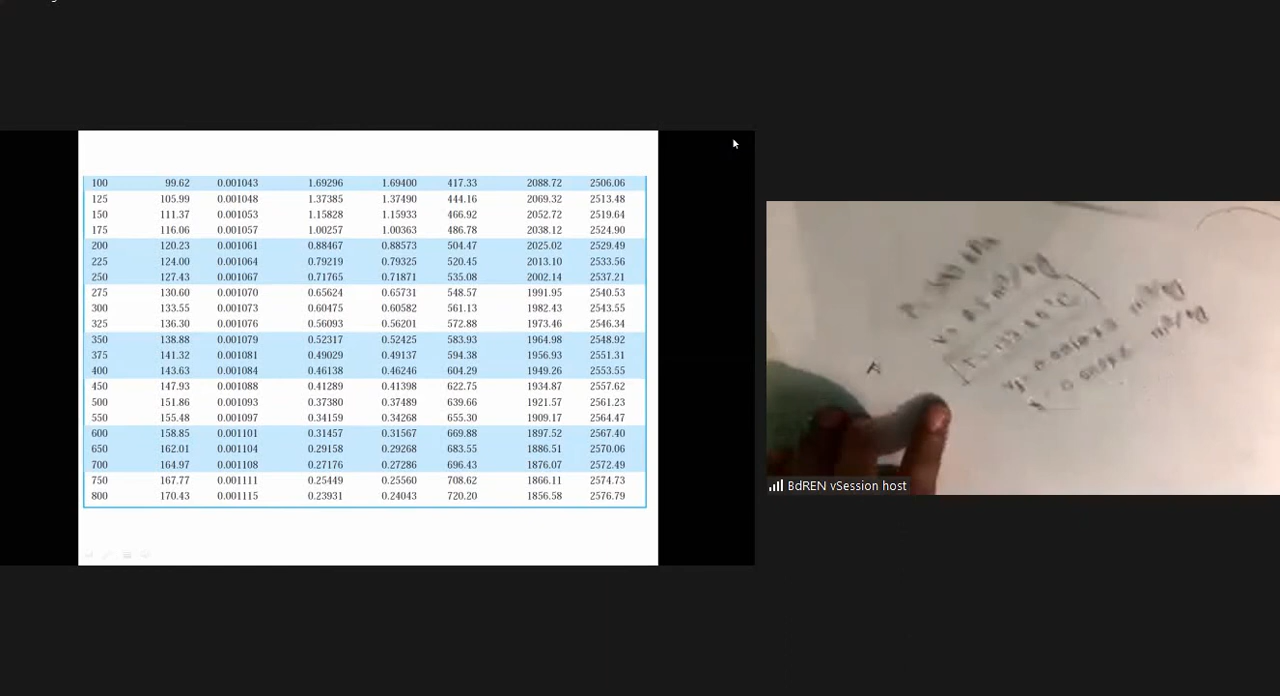 100 99.62 0.001043 1.69296 1.69400 417.33 2088.72 2506.06
125 105.99 0.001048 1.37385 1.37490 444.16 2069.32 2513.48
150 111.37 0.001053 1.15828 1.15933 466.92 2052.72 2519.64
175 116.06 0.001057 1.00257 1.00363 486.78 2038.12 2524.90
200 120.23 0.001061 0.88467 0.88573 504.47 2025.02 2529.49
225 124.00 0.001064 0.79219 0.79325 520.45 2013.10 2533.56
250 127.43 0.001067 0.71765 0.71871 535.08 2002.14 2537.21
275 130.60 0.001070 0.65624 0.65731 548.57 1991.95 2540.53
300 133.55 0.001073 0.60475 0.60582 561.13 1982.43 2543.55
325 136.30 0.001076 0.56093 0.56201 572.88 1973.46 2546.34
350 138.88 0.001079 0.52317 0.52425 583.93 1964.98 2548.92
375 141.32 0.001081 0.49029 0.49137 594.38 1956.93 2551.31
400 143.63 0.001084 0.46138 0.46246 604.29 1949.26 2553.55
450 147.93 0.001088 0.41289 0.41398 622.75 1934.87 2557.62
500 151.86 0.001093 0.37380 0.37489 639.66 1921.57 2561.23
550 155.48 0.001097 0.34159 0.34268 655.30 1909.17 2564.47
600 158.85 0.001101 0.31457 0.31567 669.88 1897.52 2567.40
650 162.01 0.001104 0.29158 0.29268 683.55 1886.51 2570.06
700 164.97 0.001108 0.27176 0.27286 696.43 1876.07 2572.49
750 167.77 0.001111 0.25449 0.25560 708.62 1866.11 2574.73
800 170.43 0.001115 0.23931 0.24043 720.20 1856.58 2576.79
BdREN vSession host